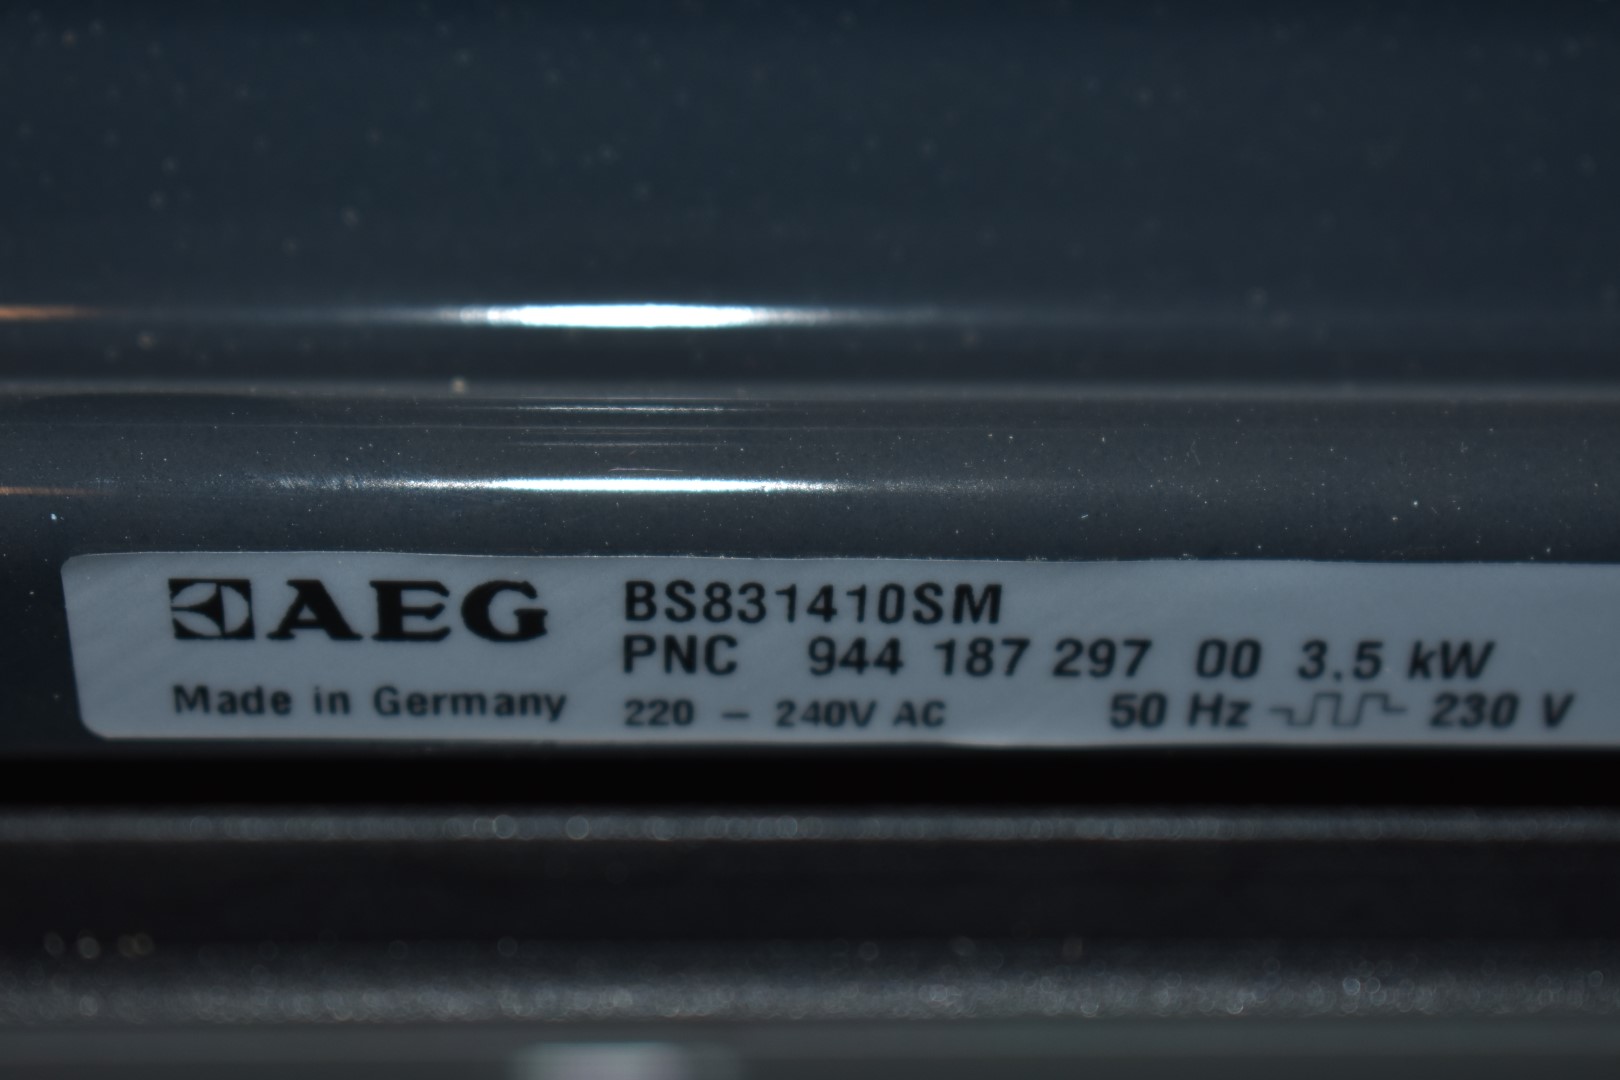 AEG BS831410SM
PNC 944 187 297 00 3.5 kW
Made in Germany 220 – 240V AC 50 Hz 230 V